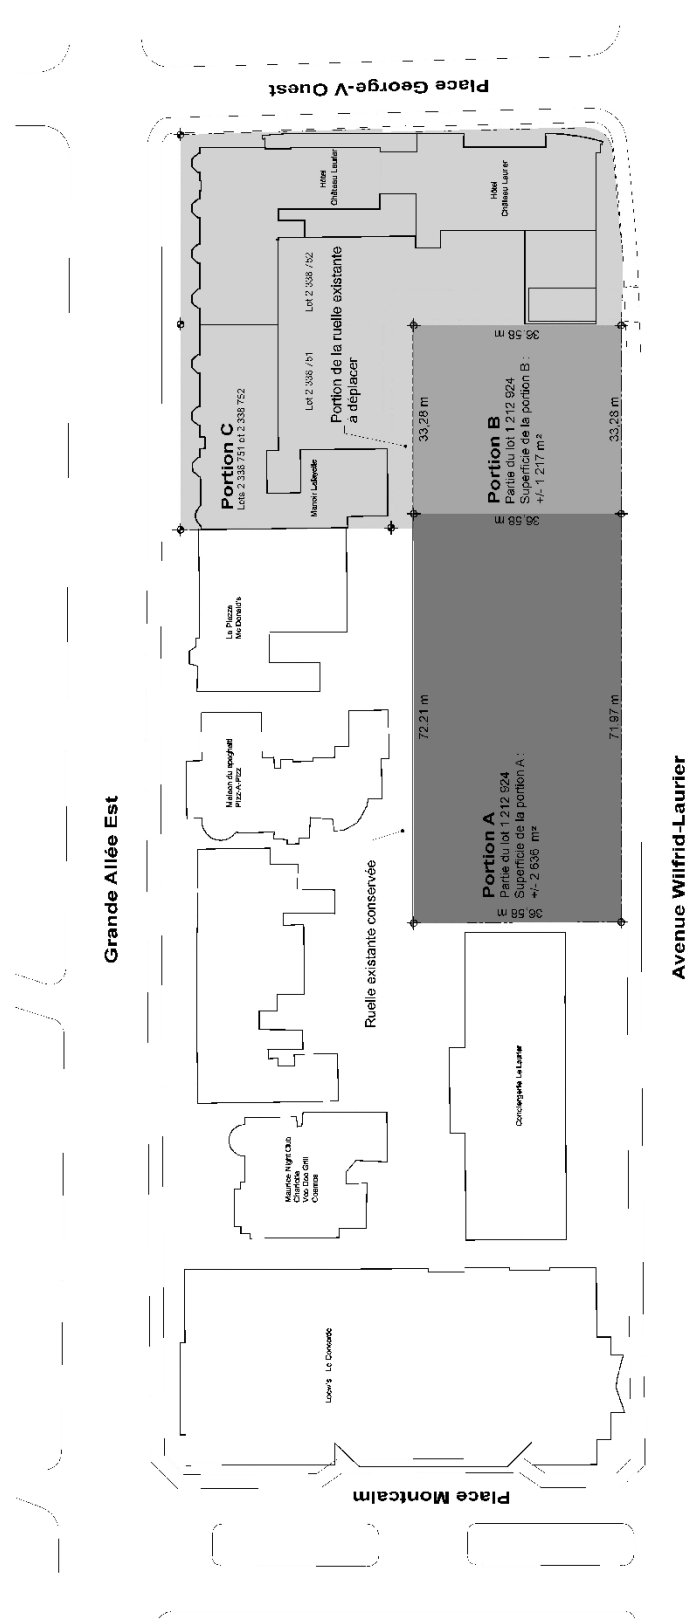 Place George-V Ouest
Hôtel
Château Laurier
Hôtel
Château Laurier
Lot 2 338 752
Lot 2 338 751
Portion de la ruelle existante
à déplacer
Portion C
Lots 2 338 751 et 2 338 752
Manoir Lafayette
36,58 m
33,28 m
33,28 m
Portion B
Partie du lot 1 212 924
Superficie de la portion B :
+/- 1 217 m²
36,58 m
La Piazza
Mc Donald's
72,21 m
71,97 m
Maison du spaghetti
Pizz-A-Pizz
Portion A
Partie du lot 1 212 924
Superficie de la portion A :
+/- 2 636 m²
36,58 m
Grande Allée Est
Avenue Wilfrid-Laurier
Ruelle existante conservée
Conciergerie Le Laurier
Maurice Night Club
Charlotte
Voo Doo Grill
Cosmos
Loew's Le Concorde
Place Montcalm